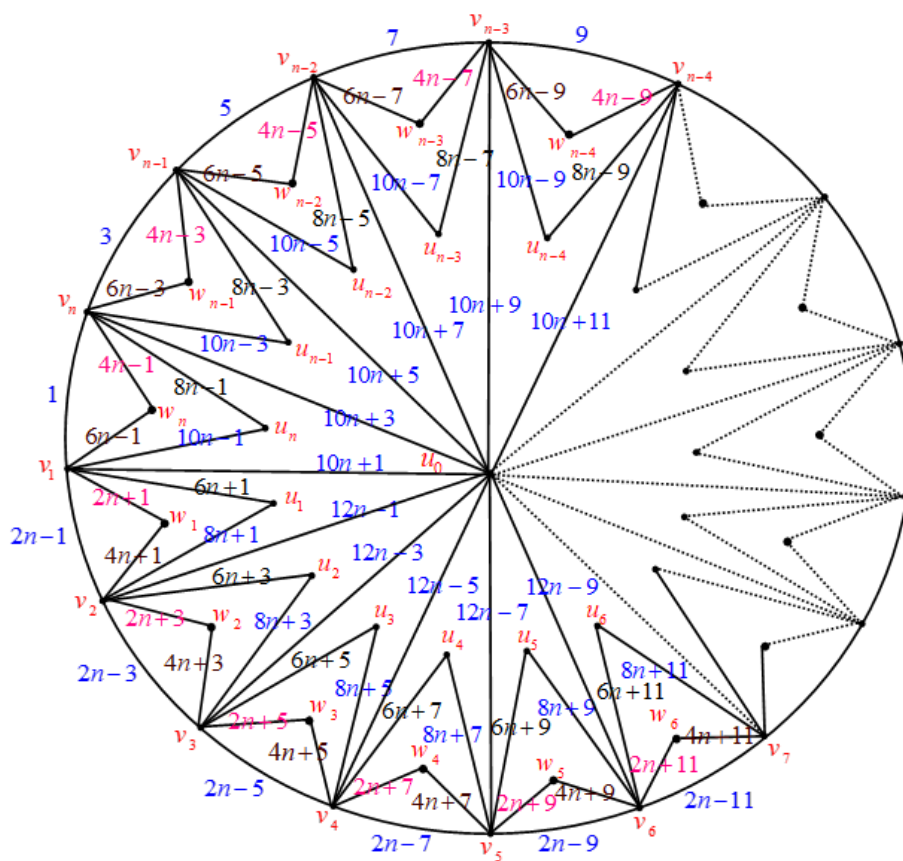 7
v_{n-3}
9
v_{n-2}
v_{n-4}
6n-7
4n-7
6n-9
4n-9
5
4n-5
w_{n-3}
w_{n-4}
v_{n-1}
6n-5
w_{n-2}
8n-7
8n-9
10n-7
10n-9
3
4n+3
10n-5
8n-5
u_{n-3}
u_{n-4}
6n-3
w_{n-1}
8n-3
u_{n-2}
v_n
10n+9
10n+11
10n+7
10n-3
u_{n-1}
4n-1
8n-1
10n+5
1
w_n
10n+3
6n-1
10n-1
u_n
v_1
10n+1
u_0
2n+1
6n+1
u_1
12n-1
2n-1
w_1
8n+1
4n+1
12n-3
6n+3
u_2
12n-5
12n-9
v_2
2n+3
w_2
8n+3
u_3
12n-7
u_6
u_4
u_5
2n-3
4n+3
6n+5
8n+5
8n+11
6n+7
8n+9
6n+11
v_3
2n+5
w_3
8n+7
6n+9
w_6
4n+11
v_7
4n+5
w_4
w_5
2n+11
2n-5
2n+7
4n+7
2n+9
4n+9
v_4
v_6
2n-11
2n-7
v_5
2n-9